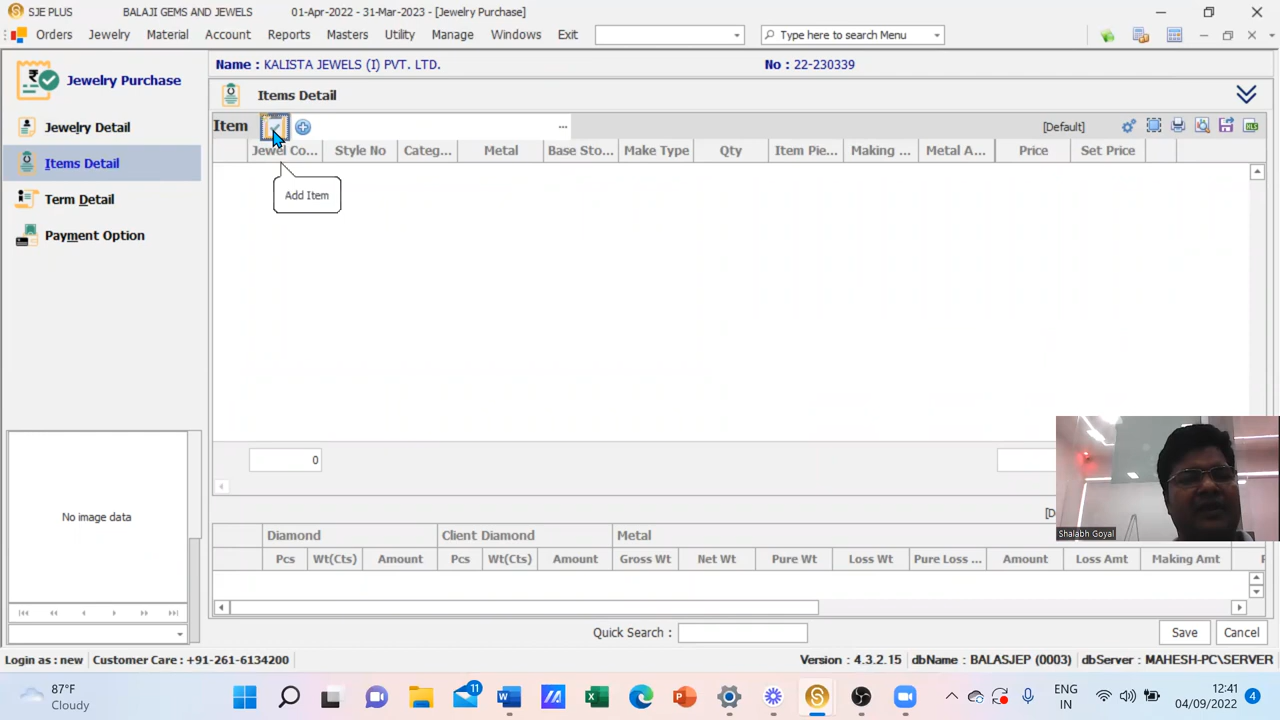 SJE PLUS BALAJI GEMS AND JEWELS 01-Apr-2022 - 31-Mar-2023 - [Jewelry Purchase]
Orders Jewelry Material Account Reports Masters Utility Manage Windows Exit Type here to search Menu
Jewelry Purchase
Name : KALISTA JEWELS (I) PVT. LTD. No : 22-230339
Items Detail
Jewelry Detail
Items Detail
Term Detail
Payment Option
Item ... [Default]
Jewel Co... Style No Categ... Metal Base Sto... Make Type Qty Item Pie... Making ... Metal A... Price Set Price
Add Item
0
No image data
Shalabh Goyal
Diamond Client Diamond Metal
Pcs Wt(Cts) Amount Pcs Wt(Cts) Amount Gross Wt Net Wt Pure Wt Loss Wt Pure Loss ... Amount Loss Amt Making Amt
Quick Search : Save Cancel
Login as : new Customer Care : +91-261-6134200 Version : 4.3.2.15 dbName : BALASJEP (0003) dbServer : MAHESH-PC\SERVER
87°F
Cloudy
11
ENG
IN
12:41
04/09/2022
4